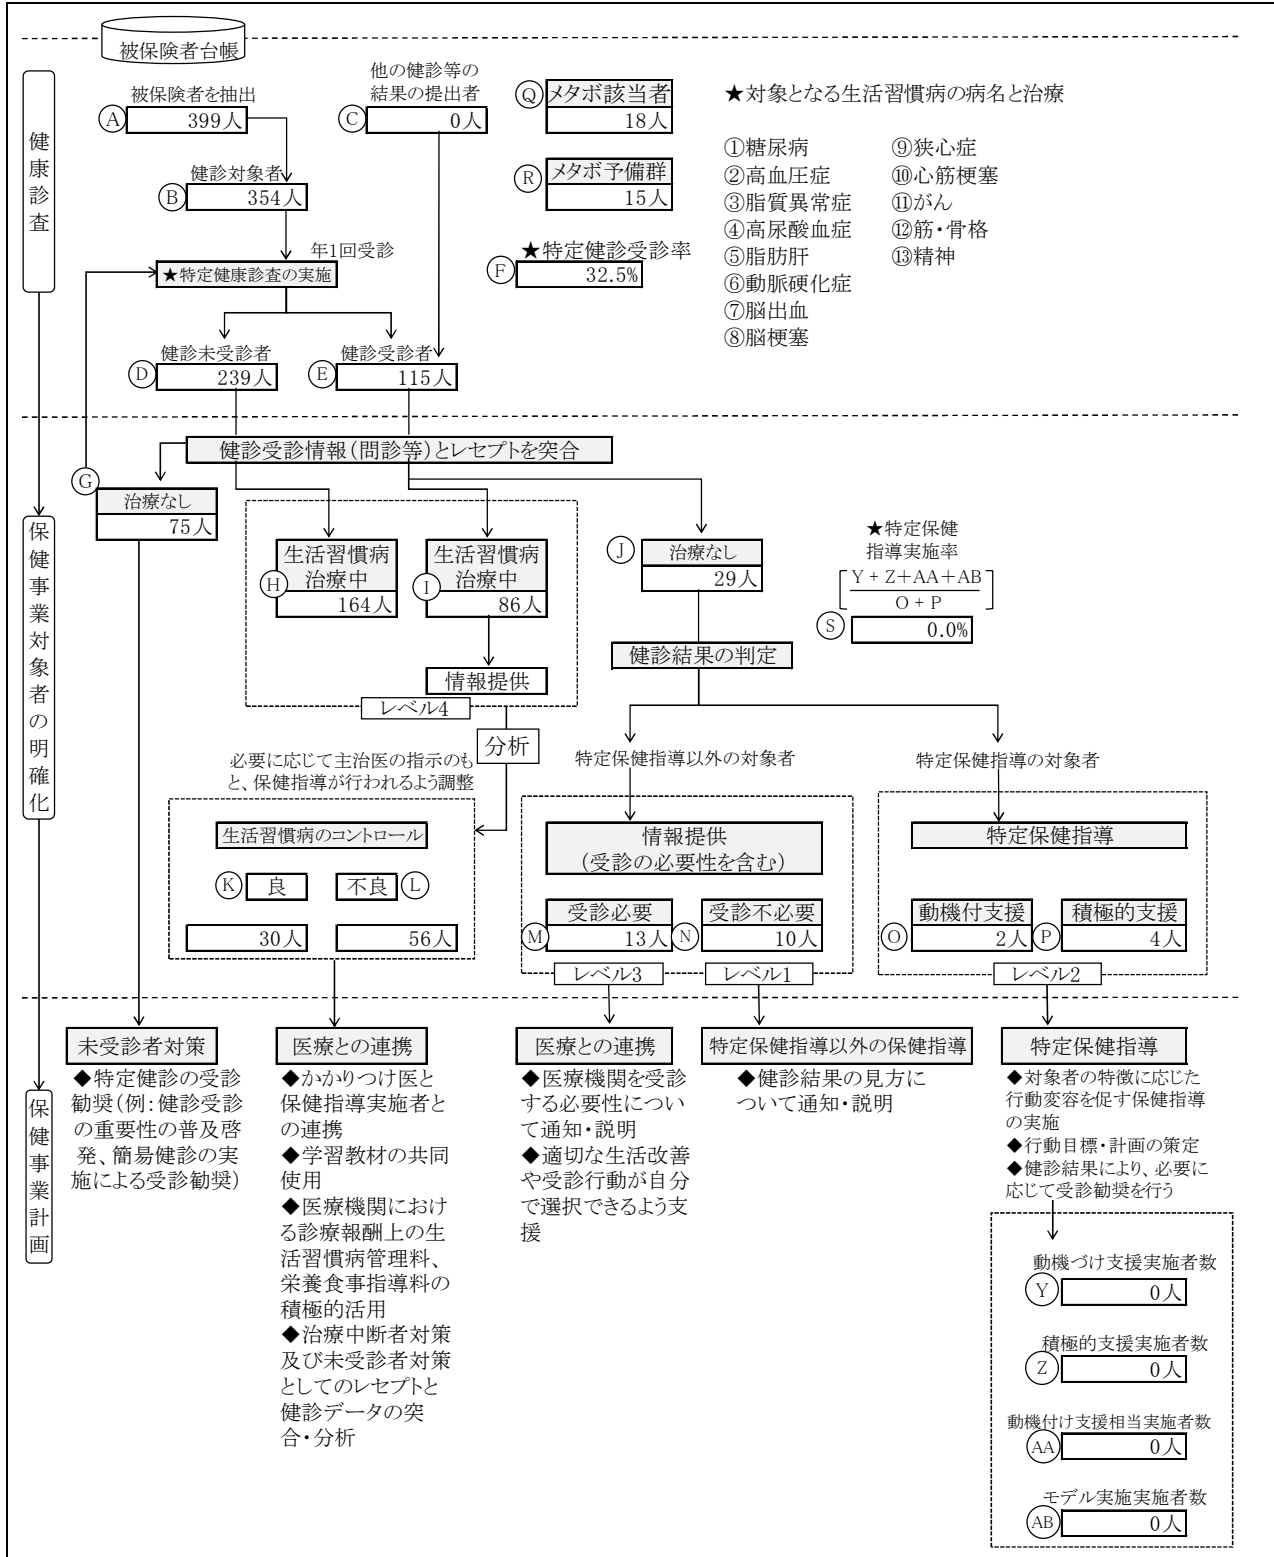 被保険者台帳
健康診査
被保険者を抽出
A
399人
他の健診等の
結果の提出者
C
0人
健診対象者
B
354人
年1回受診
★特定健康診査の実施
健診未受診者
D
239人
健診受診者
E
115人
Q
メタボ該当者
18人
R
メタボ予備群
15人
★特定健診受診率
F
32.5%
★対象となる生活習慣病の病名と治療
①糖尿病
②高血圧症
③脂質異常症
④高尿酸血症
⑤脂肪肝
⑥動脈硬化症
⑦脳出血
⑧脳梗塞
⑨狭心症
⑩心筋梗塞
⑪がん
⑫筋・骨格
⑬精神
保健事業対象者の明確化
健診受診情報(問診等)とレセプトを突合
G
治療なし
75人
H
生活習慣病
治療中
164人
I
生活習慣病
治療中
86人
情報提供
レベル4
J
治療なし
29人
健診結果の判定
★特定保健
指導実施率
Y + Z+AA+AB
O + P
S
0.0%
分析
必要に応じて主治医の指示のも
と、保健指導が行われるよう調整
生活習慣病のコントロール
K
良
不良
L
30人
56人
特定保健指導以外の対象者
情報提供
(受診の必要性を含む)
M
受診必要
13人
N
受診不必要
10人
レベル3
レベル1
特定保健指導の対象者
特定保健指導
O
動機付支援
2人
P
積極的支援
4人
レベル2
保健事業計画
未受診者対策
◆特定健診の受診
勧奨(例:健診受診
の重要性の普及啓
発、簡易健診の実
施による受診勧奨)
医療との連携
◆かかりつけ医と
保健指導実施者と
の連携
◆学習教材の共同
使用
◆医療機関におけ
る診療報酬上の生
活習慣病管理料、
栄養食事指導料の
積極的活用
◆治療中断者対策
及び未受診者対策
としてのレセプトと
健診データの突
合・分析
医療との連携
◆医療機関を受診
する必要性につい
て通知・説明
◆適切な生活改善
や受診行動が自分
で選択できるよう支
援
特定保健指導以外の保健指導
◆健診結果の見方に
ついて通知・説明
特定保健指導
◆対象者の特徴に応じた
行動変容を促す保健指導
の実施
◆行動目標・計画の策定
◆健診結果により、必要に
応じて受診勧奨を行う
動機づけ支援実施者数
Y
0人
積極的支援実施者数
Z
0人
動機付け支援相当実施者数
AA
0人
モデル実施実施者数
AB
0人